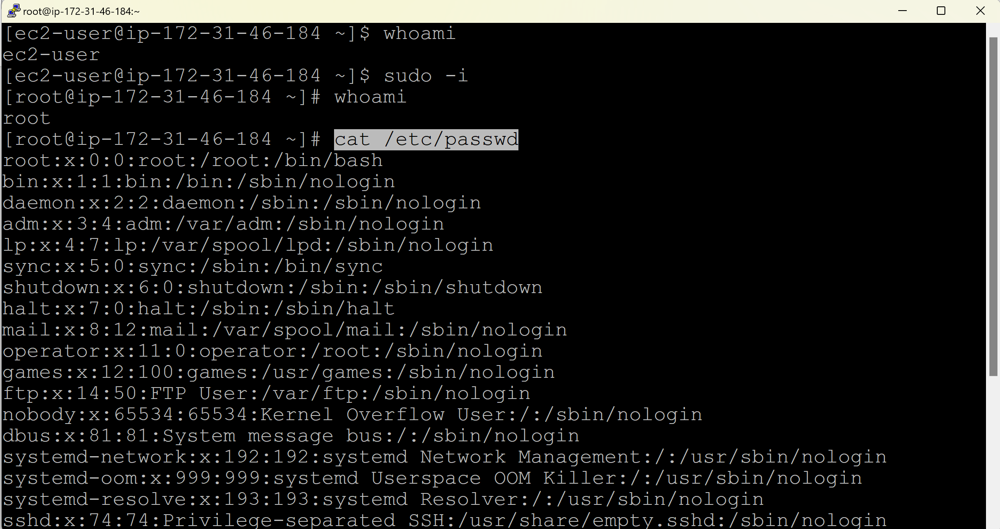 root@ip-172-31-46-184:~
[ec2-user@ip-172-31-46-184 ~]$ whoami
ec2-user
[ec2-user@ip-172-31-46-184 ~]$ sudo -i
[root@ip-172-31-46-184 ~]# whoami
root
[root@ip-172-31-46-184 ~]# cat /etc/passwd
root:x:0:0:root:/root:/bin/bash
bin:x:1:1:bin:/bin:/sbin/nologin
daemon:x:2:2:daemon:/sbin:/sbin/nologin
adm:x:3:4:adm:/var/adm:/sbin/nologin
lp:x:4:7:lp:/var/spool/lpd:/sbin/nologin
sync:x:5:0:sync:/sbin:/bin/sync
shutdown:x:6:0:shutdown:/sbin:/sbin/shutdown
halt:x:7:0:halt:/sbin:/sbin/halt
mail:x:8:12:mail:/var/spool/mail:/sbin/nologin
operator:x:11:0:operator:/root:/sbin/nologin
games:x:12:100:games:/usr/games:/sbin/nologin
ftp:x:14:50:FTP User:/var/ftp:/sbin/nologin
nobody:x:65534:65534:Kernel Overflow User:/:/sbin/nologin
dbus:x:81:81:System message bus:/:/sbin/nologin
systemd-network:x:192:192:systemd Network Management:/:/usr/sbin/nologin
systemd-oom:x:999:999:systemd Userspace OOM Killer:/:/usr/sbin/nologin
systemd-resolve:x:193:193:systemd Resolver:/:/usr/sbin/nologin
sshd:x:74:74:Privilege-separated SSH:/usr/share/empty.sshd:/sbin/nologin